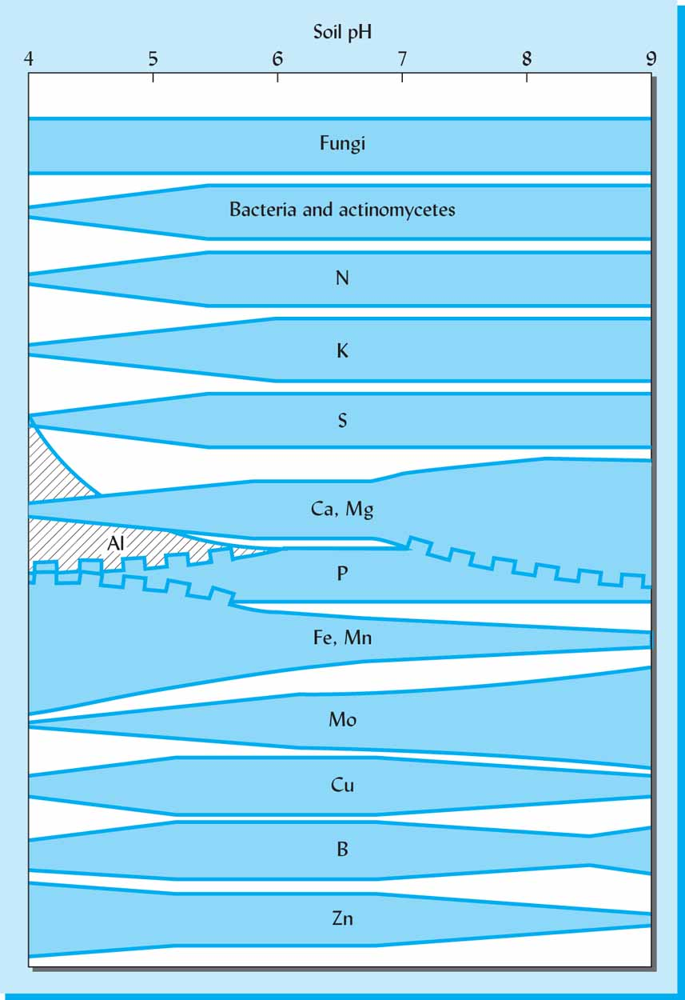 Soil pH
4 5 6 7 8 9
Fungi
Bacteria and actinomycetes
N
K
S
Ca, Mg
Al
P
Fe, Mn
Mo
Cu
B
Zn